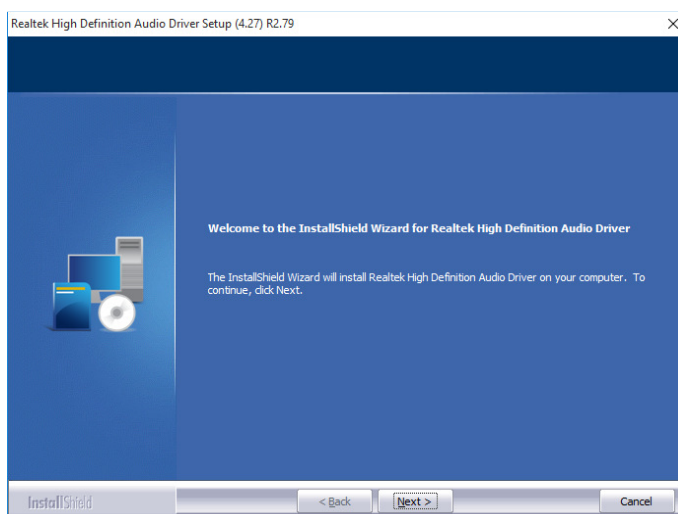 Realtek High Definition Audio Driver Setup (4.27) R2.79
Welcome to the InstallShield Wizard for Realtek High Definition Audio Driver
The InstallShield Wizard will install Realtek High Definition Audio Driver on your computer. To
continue, click Next.
InstallShield
< Back
Next >
Cancel